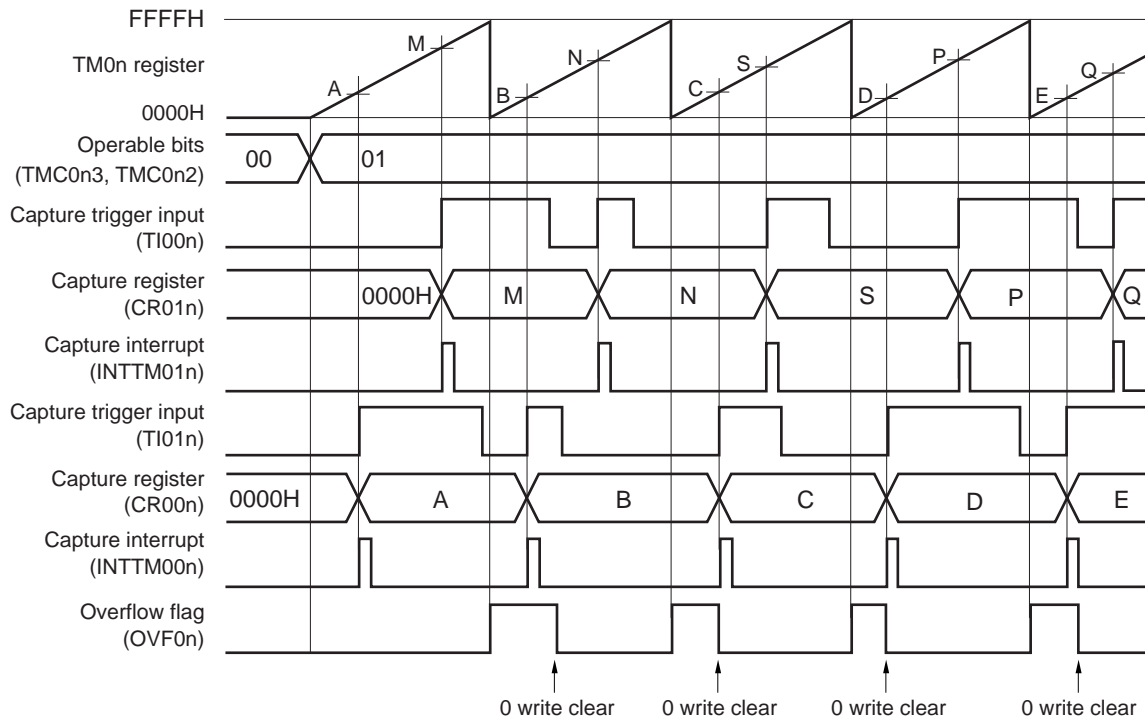 FFFFH
M
N
S
P
Q
TM0n register
A
B
C
D
E
0000H
Operable bits
(TMC0n3, TMC0n2)
00
01
Capture trigger input
(TI00n)
Capture register
(CR01n)
0000H
M
N
S
P
Q
Capture interrupt
(INTTM01n)
Capture trigger input
(TI01n)
Capture register
(CR00n)
0000H
A
B
C
D
E
Capture interrupt
(INTTM00n)
Overflow flag
(OVF0n)
0 write clear
0 write clear
0 write clear
0 write clear